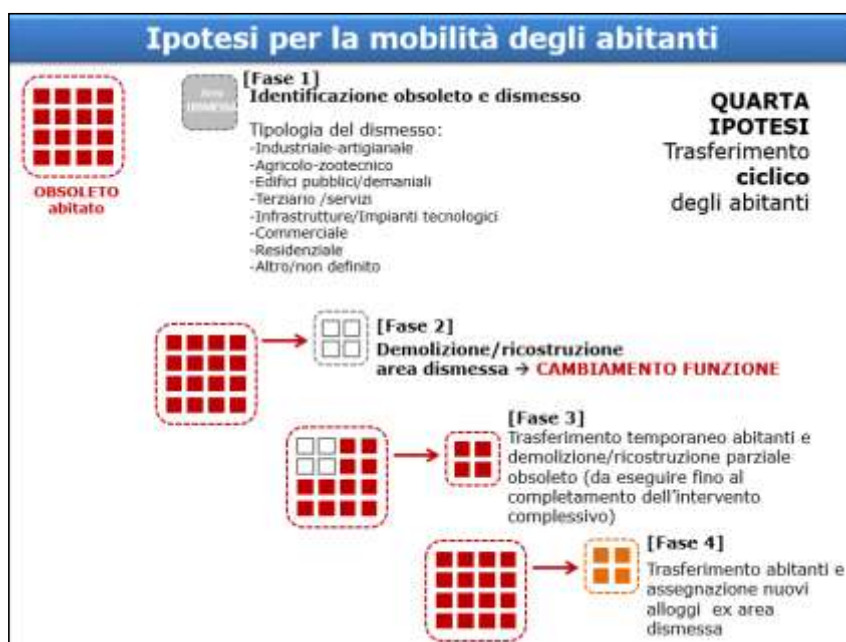 Ipotesi per la mobilità degli abitanti
OBSOLETO
abitato
Area
DISMESSA
[Fase 1]
Identificazione obsoleto e dismesso
Tipologia del dismesso:
-Industriale-artigianale
-Agricolo-zootecnico
-Edifici pubblici/demaniali
-Terziario /servizi
-Infrastrutture/Impianti tecnologici
-Commerciale
-Residenziale
-Altro/non definito
QUARTA
IPOTESI
Trasferimento
ciclico
degli abitanti
[Fase 2]
Demolizione/ricostruzione
area dismessa → CAMBIAMENTO FUNZIONE
[Fase 3]
Trasferimento temporaneo abitanti e
demolizione/ricostruzione parziale
obsoleto (da eseguire fino al
completamento dell'intervento
complessivo)
[Fase 4]
Trasferimento abitanti e
assegnazione nuovi
alloggi ex area
dismessa